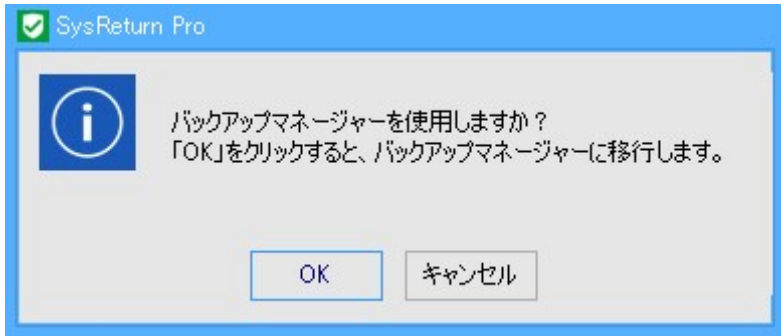 SysReturn Pro
バックアップマネージャーを使用しますか？
「OK」をクリックすると、バックアップマネージャーに移行します。
OK
キャンセル